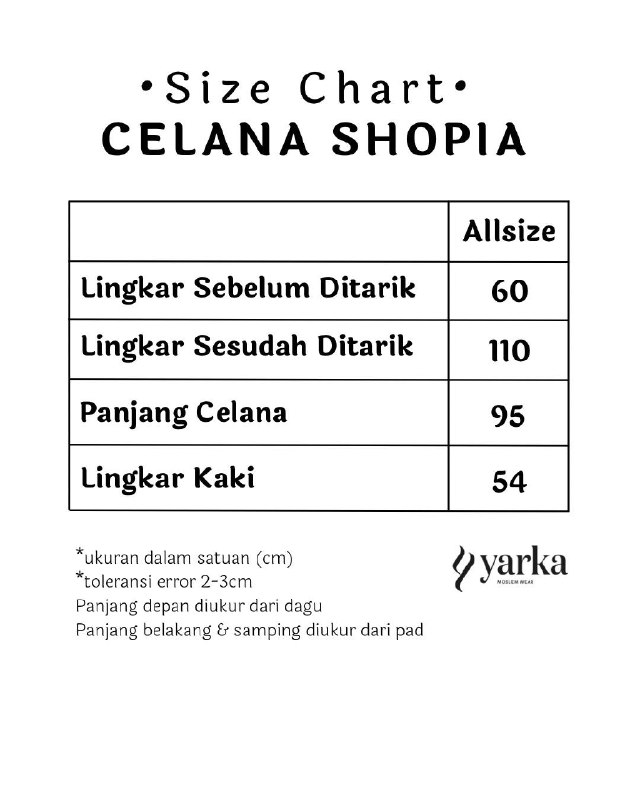 •Size Chart•
CELANA SHOPIA
Allsize
Lingkar Sebelum Ditarik 60
Lingkar Sesudah Ditarik 110
Panjang Celana 95
Lingkar Kaki 54
*ukuran dalam satuan (cm)
*toleransi error 2-3cm
Panjang depan diukur dari dagu
Panjang belakang & samping diukur dari pad
yarka
MOSLEM WEAR